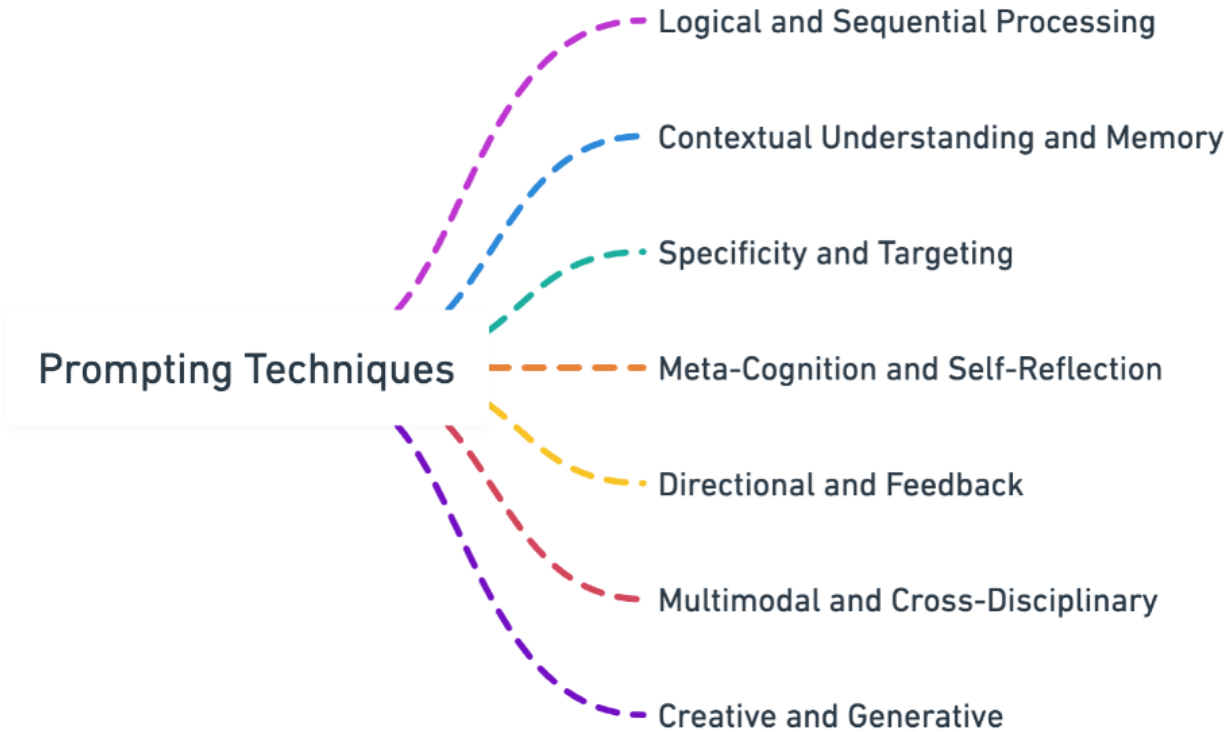 Logical and Sequential Processing
Contextual Understanding and Memory
Specificity and Targeting
Prompting Techniques
Meta-Cognition and Self-Reflection
Directional and Feedback
Multimodal and Cross-Disciplinary
Creative and Generative